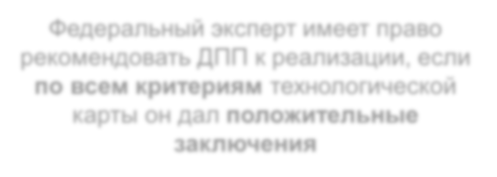 Федеральный эксперт имеет право
рекомендовать ДПП к реализации, если
по всем критериям технологической
карты он дал положительные
заключения